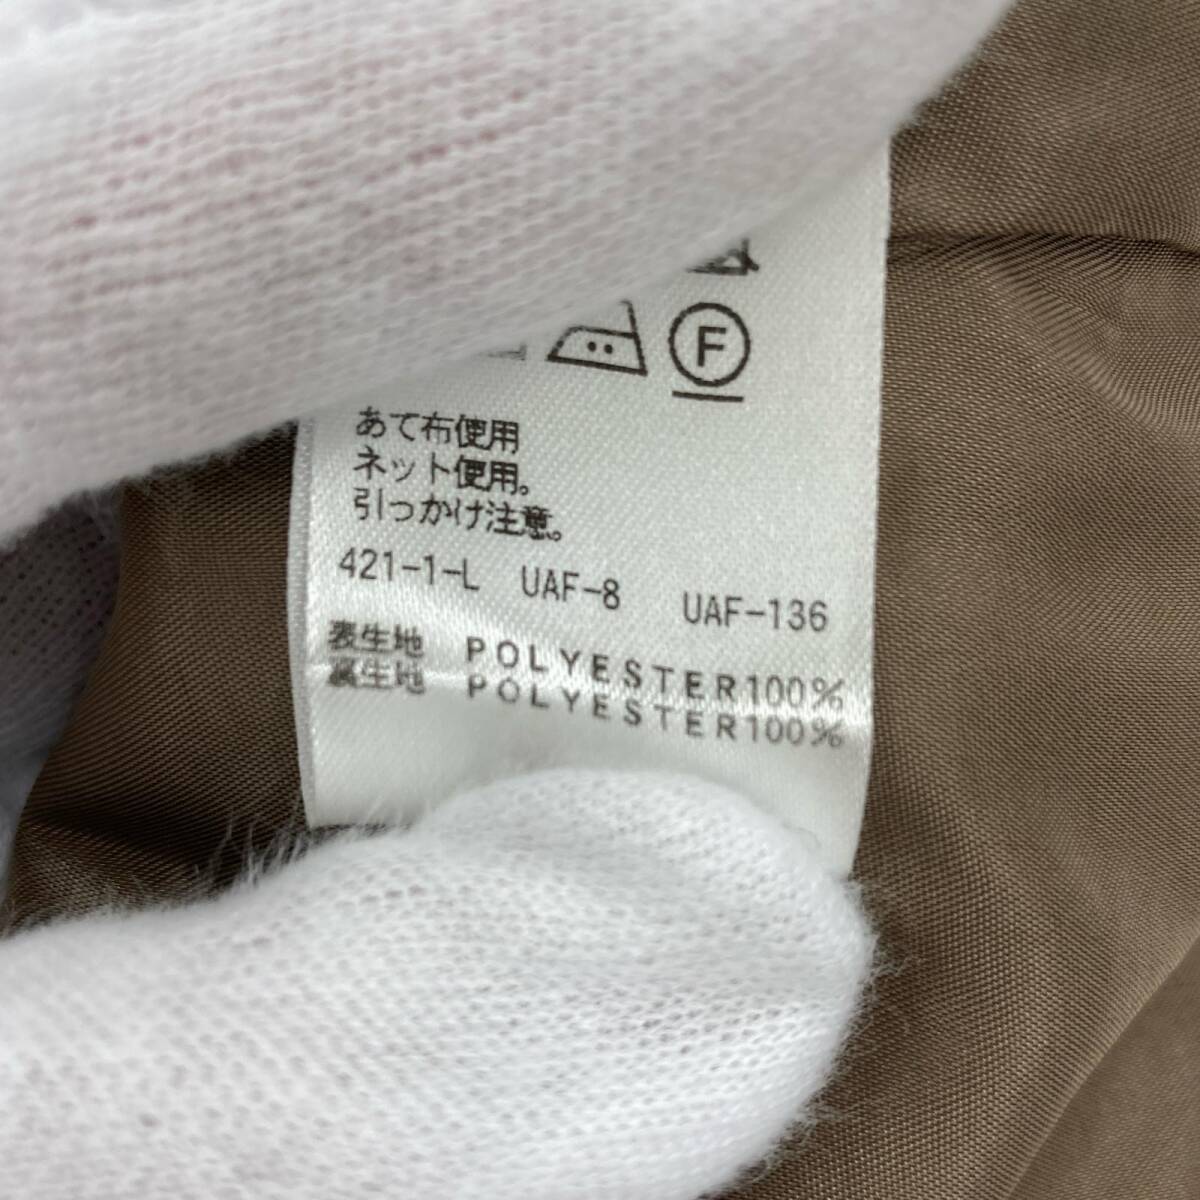 F
あて布使用
ネット使用。
引っかけ注意。
421-1-L UAF-8 UAF-136
表生地 POLYESTER100%
裏生地 POLYESTER100%